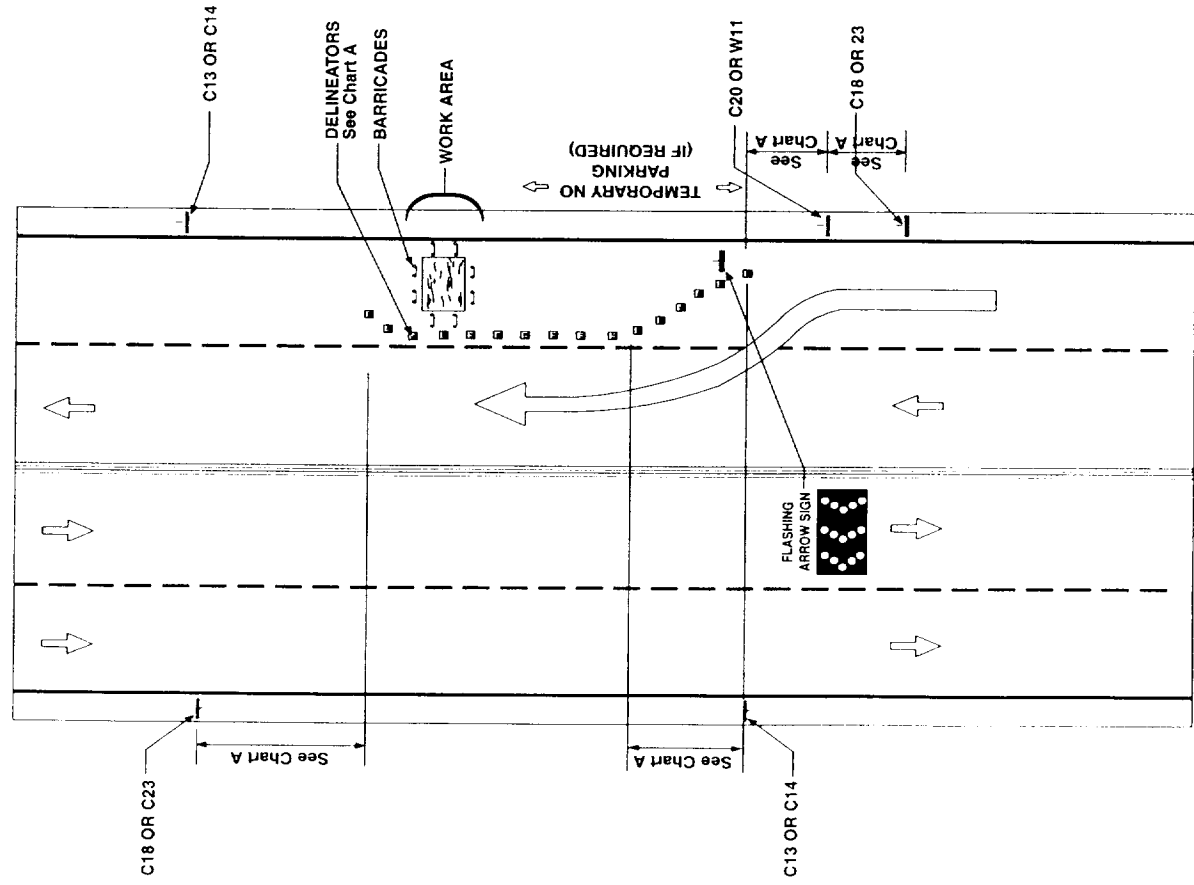 C13 OR C14
DELINEATORS
See Chart A
BARRICADES
WORK AREA
TEMPORARY NO
PARKING
(IF REQUIRED)
C20 OR W11
See
Chart A
C18 OR 23
See
Chart A
FLASHING
ARROW SIGN
C18 OR C23
See Chart A
See Chart A
C13 OR C14